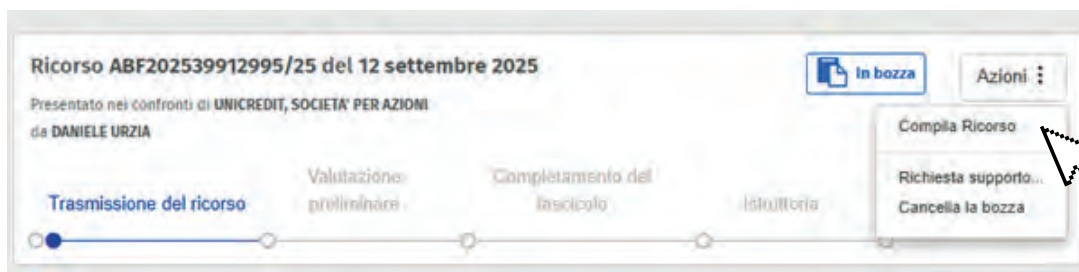 Ricorso ABF202539912995/25 del 12 settembre 2025
In bozza
Azioni
Presentato nei confronti di UNICREDIT, SOCIETA' PER AZIONI
da DANIELE URZIA
Compila Ricorso
Richiesta supporto...
Cancella la bozza
Trasmissione del ricorso
Valutazione
preliminare
Completamento del
fascicolo
Istruttoria